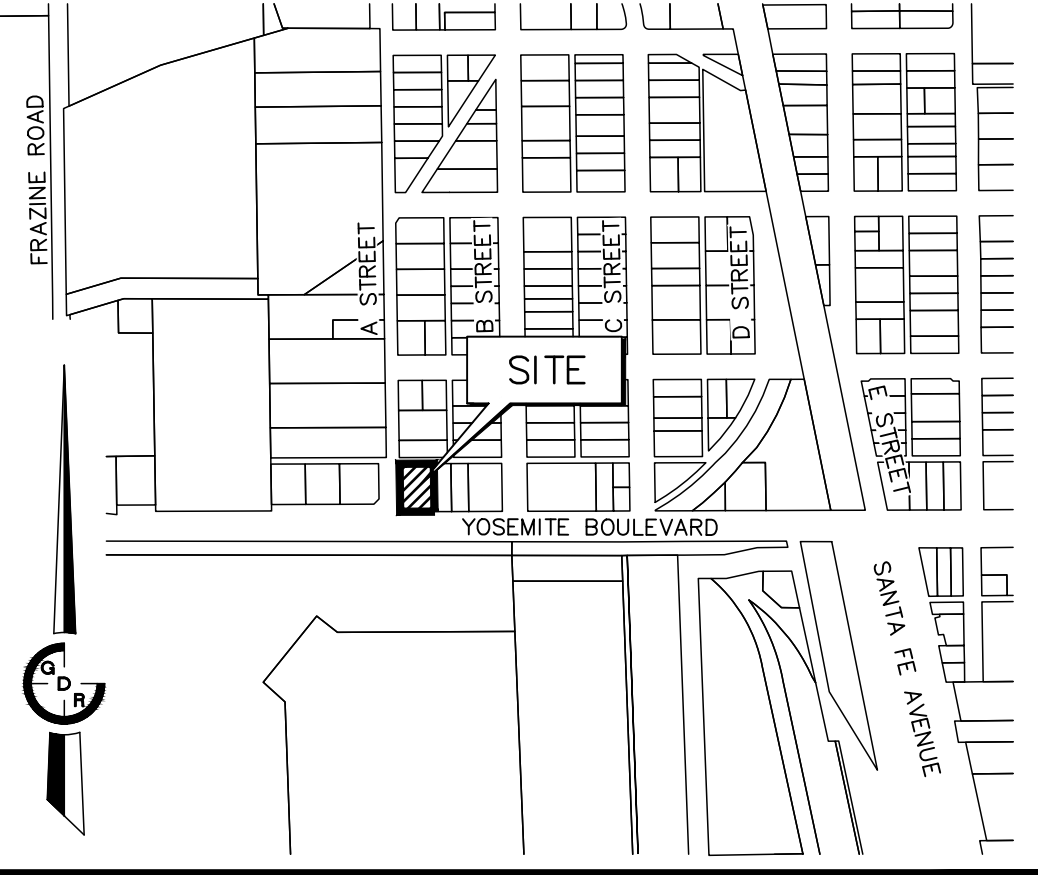 FRAZINE ROAD
A STREET
B STREET
C STREET
D STREET
SITE
E STREET
YOSEMITE BOULEVARD
SANTA FE AVENUE
G
D
R